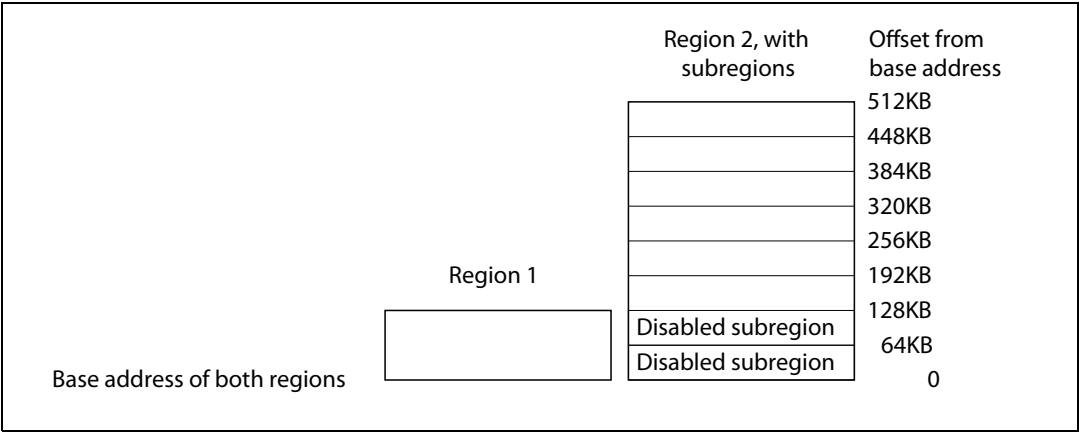 Region 2, with
subregions
Offset from
base address
512KB
448KB
384KB
320KB
256KB
Region 1
192KB
128KB
Disabled subregion
64KB
Disabled subregion
Base address of both regions
0